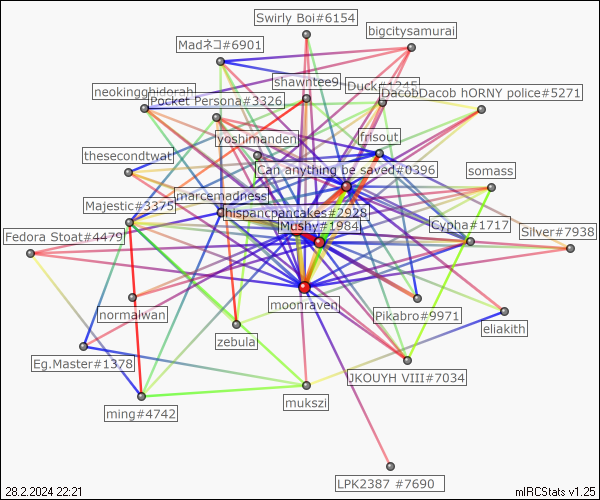 Swirly Boi#6154
bigcitysamurai
Madネコ#6901
shawntee9
Duck#1245
neokingghidorah
DacobDacob hORNY police#5271
Pocket Persona#3326
yoshimanden
frisout
thesecondtwat
Can anything be saved#0396
somass
marcemadness
Majestic#3375
hispancpancakes#2928
Mushy#1984
Cypha#1717
Silver#7938
Fedora Stoat#4479
moonraven
normalwan
Pikabro#9971
eliakith
zebula
Eg.Master#1378
JKOUYH VIII#7034
mukszi
ming#4742
LPK2387 #7690
28.2.2024 22:21
mIRCStats v1.25